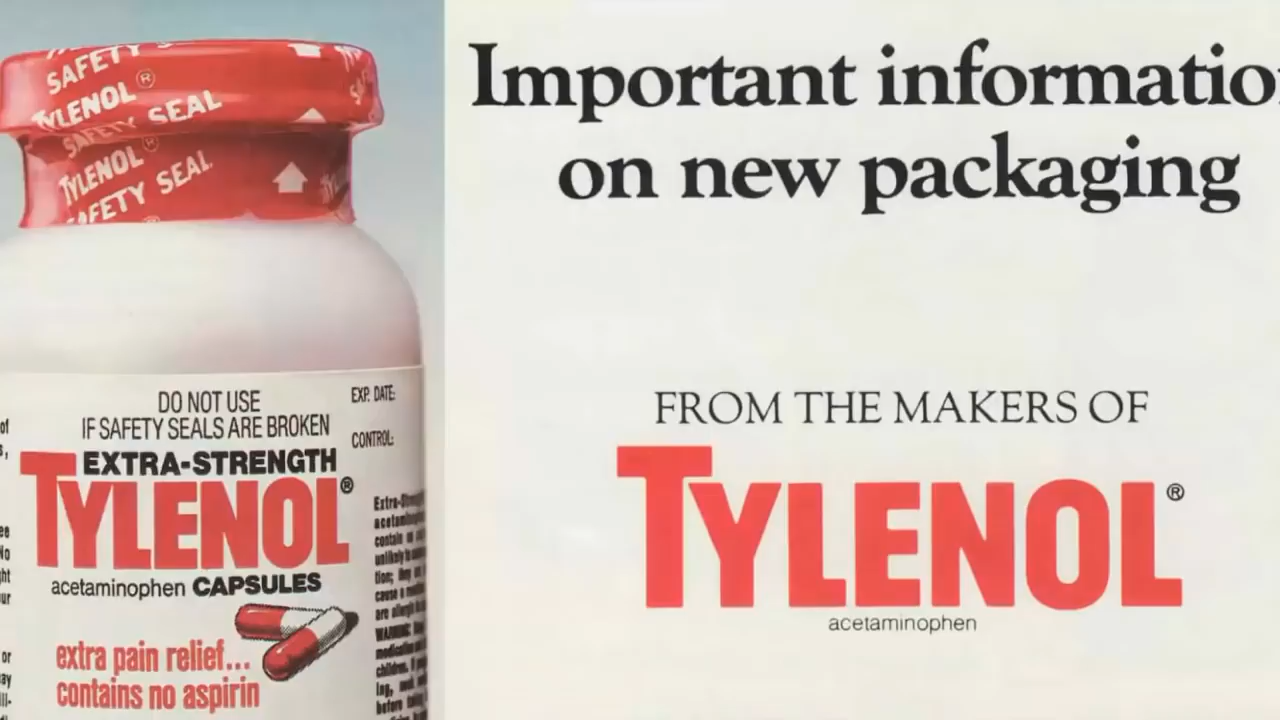 SAFETY SEAL
TYLENOL®
SAFETY SEAL
TYLENOL®
SAFETY SEAL
DO NOT USE
IF SAFETY SEALS ARE BROKEN
EXP. DATE:
CONTROL:
EXTRA-STRENGTH
TYLENOL®
acetaminophen CAPSULES
extra pain relief...
contains no aspirin
Important informatio
on new packaging
FROM THE MAKERS OF
TYLENOL®
acetaminophen